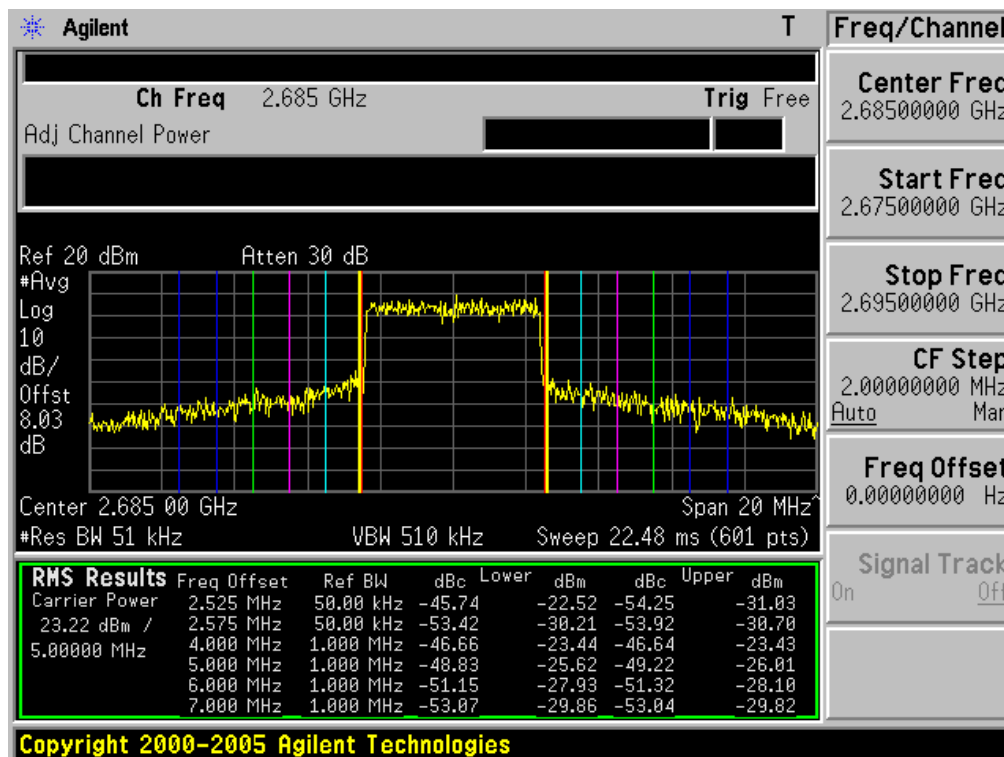 Agilent T Freq/Channel
Ch Freq 2.685 GHz Trig Free
Adj Channel Power
Center Freq
2.68500000 GHz
Start Freq
2.67500000 GHz
Stop Freq
2.69500000 GHz
CF Step
2.00000000 MHz
Auto Man
Freq Offset
0.00000000 Hz
Signal Track
On Off
Ref 20 dBm Atten 30 dB
#Avg
Log
10
dB/
Offst
8.03
dB
Center 2.685 00 GHz Span 20 MHz^
#Res BW 51 kHz VBW 510 kHz Sweep 22.48 ms (601 pts)
RMS Results Freq Offset Ref BW dBc Lower dBm dBc Upper dBm
Carrier Power 2.525 MHz 50.00 kHz -45.74 -22.52 -54.25 -31.03
23.22 dBm / 2.575 MHz 50.00 kHz -53.42 -30.21 -53.92 -30.70
5.00000 MHz 4.000 MHz 1.000 MHz -46.66 -23.44 -46.64 -23.43
5.000 MHz 1.000 MHz -48.83 -25.62 -49.22 -26.01
6.000 MHz 1.000 MHz -51.15 -27.93 -51.32 -28.10
7.000 MHz 1.000 MHz -53.07 -29.86 -53.04 -29.82
Copyright 2000-2005 Agilent Technologies